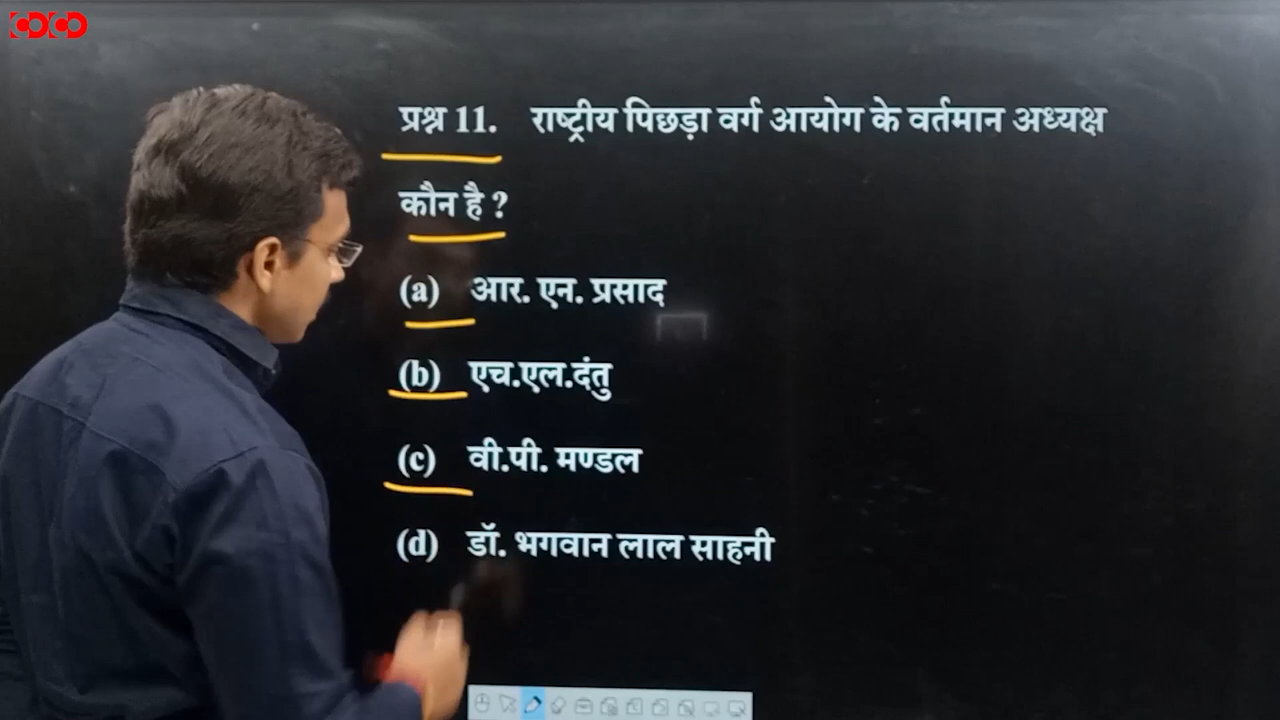 प्रश्न 11. राष्ट्रीय पिछड़ा वर्ग आयोग के वर्तमान अध्यक्ष
कौन है ?
(a) आर. एन. प्रसाद
(b) एच.एल.दंतु
(c) वी.पी. मण्डल
(d) डॉ. भगवान लाल साहनी